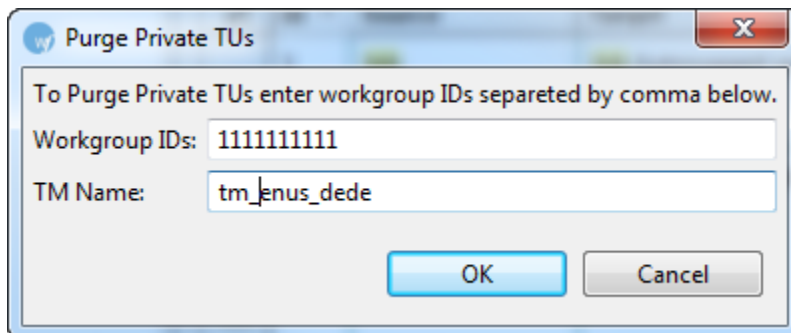 Purge Private TUs
To Purge Private TUs enter workgroup IDs separeted by comma below.
Workgroup IDs: 1111111111
TM Name: tm_enus_dede
OK Cancel